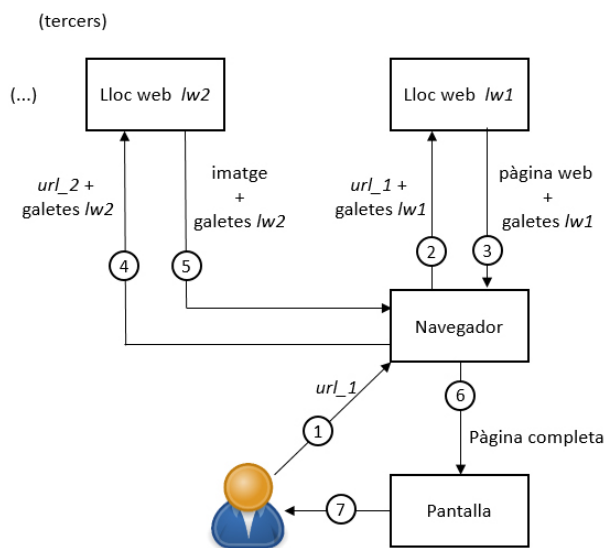 (tercers)
(...)
Lloc web lw2
Lloc web lw1
url_2 +
galetes lw2
imatge
+
galetes lw2
url_1 +
galetes lw1
pàgina web
+
galetes lw1
4
5
2
3
Navegador
url_1
1
6
Pàgina completa
7
Pantalla